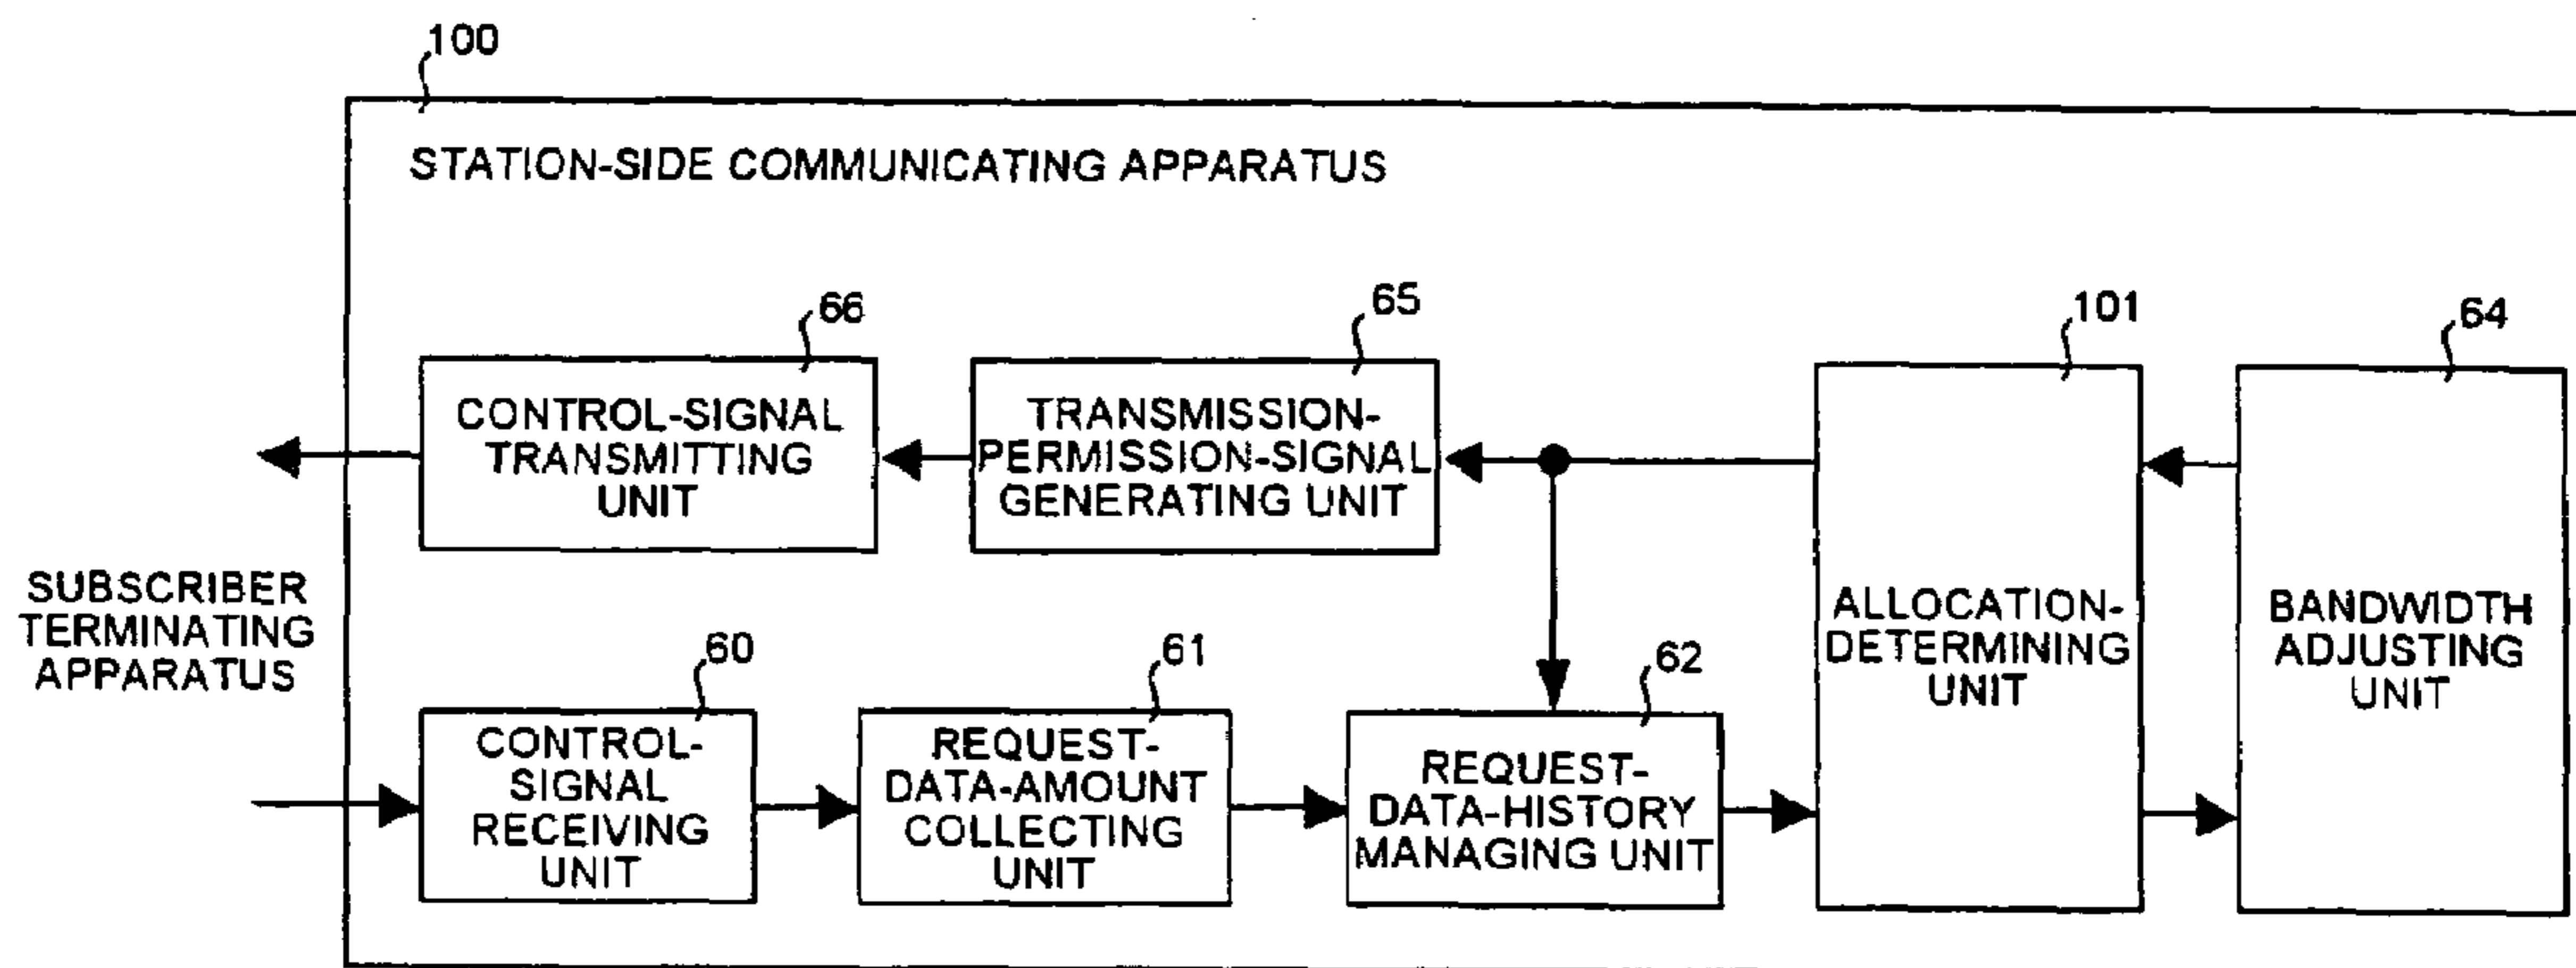 100
STATION-SIDE COMMUNICATING APPARATUS
66
65
101
64
CONTROL-SIGNAL
TRANSMITTING
UNIT
TRANSMISSION-
PERMISSION-SIGNAL
GENERATING UNIT
ALLOCATION-
DETERMINING
UNIT
BANDWIDTH
ADJUSTING
UNIT
SUBSCRIBER
TERMINATING
APPARATUS
60
61
62
CONTROL-
SIGNAL
RECEIVING
UNIT
REQUEST-
DATA-AMOUNT
COLLECTING
UNIT
REQUEST-
DATA-HISTORY
MANAGING UNIT